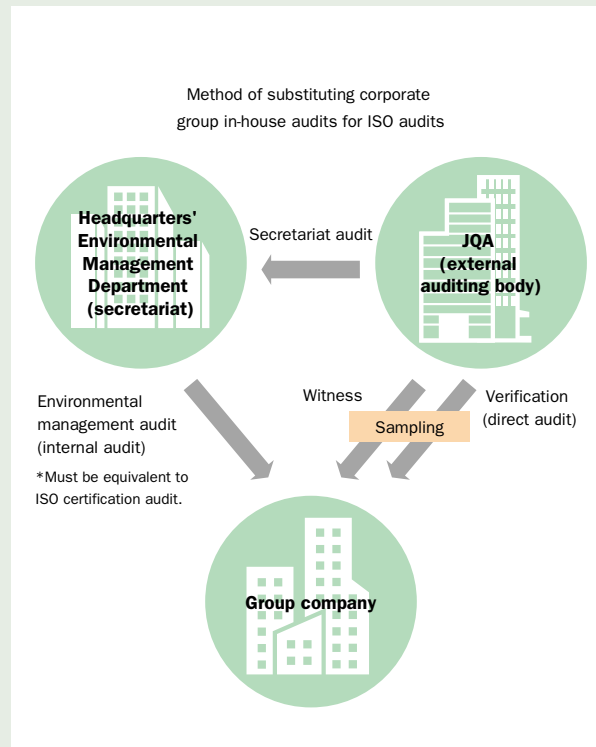 Method of substituting corporate
group in-house audits for ISO audits
Headquarters'
Environmental
Management
Department
(secretariat)
Secretariat audit
JQA
(external
auditing body)
Environmental
management audit
(internal audit)
*Must be equivalent to
ISO certification audit.
Witness
Sampling
Verification
(direct audit)
Group company